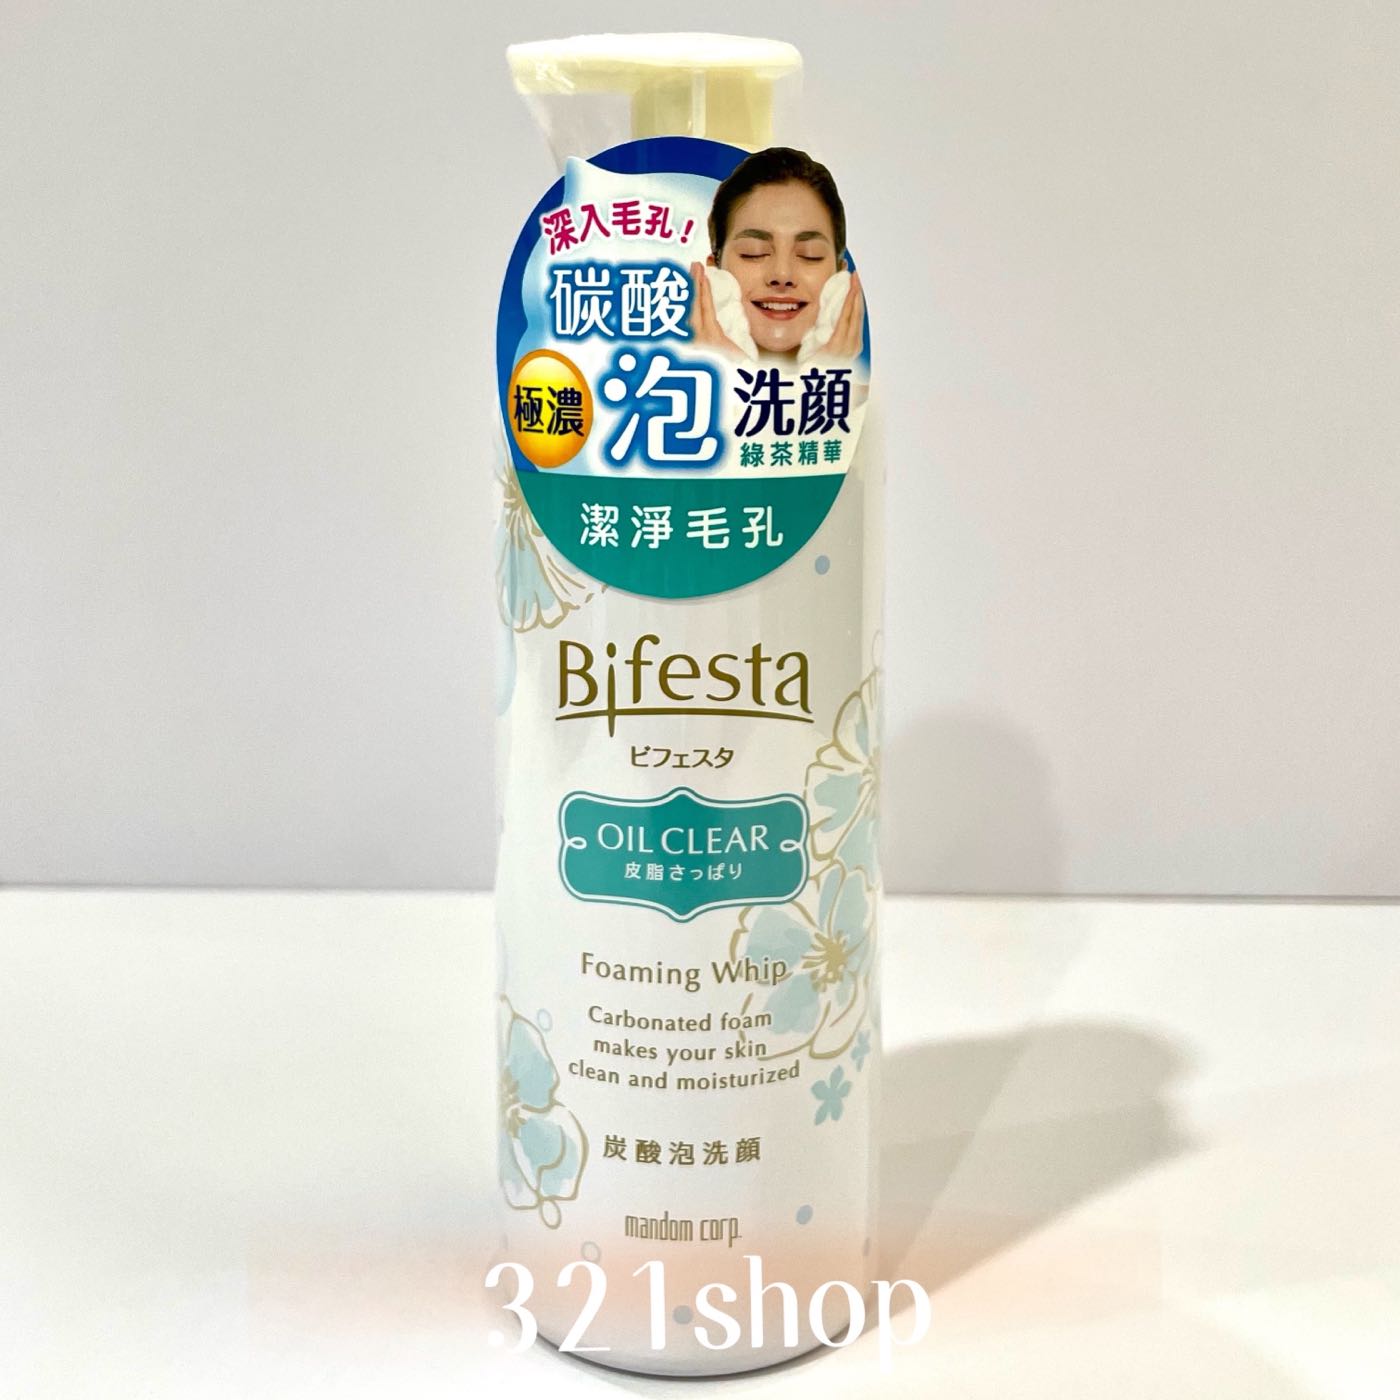 深入毛孔!
碳酸
極濃
泡
洗顏
綠茶精華
潔淨毛孔
Bifesta
ビフェスタ
OIL CLEAR
皮脂さっぱり
Foaming Whip
Carbonated foam
makes your skin
clean and moisturized
炭酸泡洗顔
mandom corp.
321shop